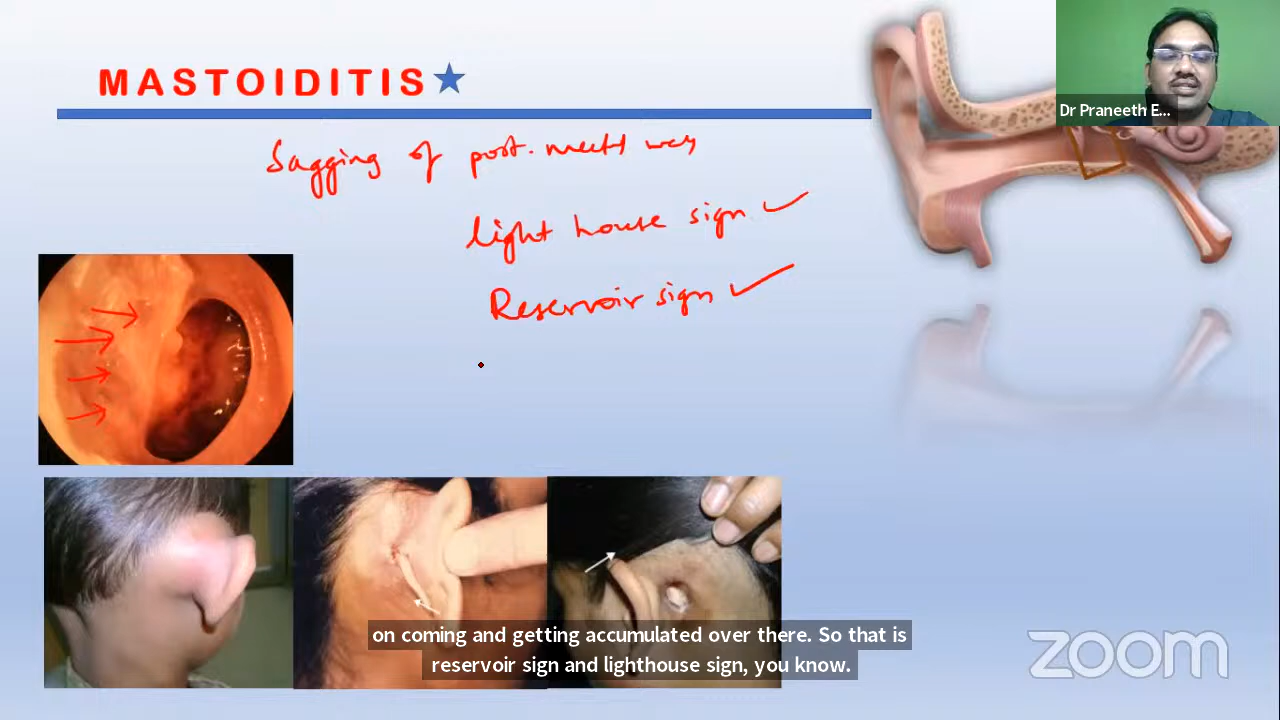 MASTOIDITIS
Dr Praneeth E...
Sagging of post. meatl
light house sign
Reservoir sign
on coming and getting accumulated over there. So that is
reservoir sign and lighthouse sign, you know.
zoom